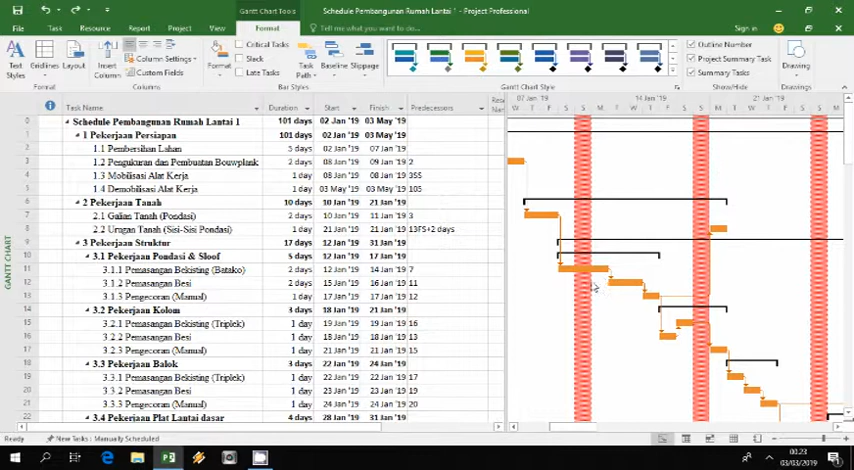 Gantt Chart Tools
Schedule Pembangunan Rumah Lantai 1 - Project Professional
File Task Resource Report Project View Format Tell me what you want to do... Sign in
Text Styles
Gridlines
Layout
Insert Column
Column Settings
Custom Fields
Columns
Format
Critical Tasks
Slack
Late Tasks
Task Path
Baseline
Slippage
Bar Styles
Gantt Chart Style
Outline Number
Project Summary Task
Summary Tasks
Show/Hide
Drawing
Drawings
Task Name Duration Start Finish Predecessors Resource Names
07 Jan '19 14 Jan '19 21 Jan '19
W T F S S M T W T F S S M T W T F S S M T W T F S S M
0 Schedule Pembangunan Rumah Lantai 1 101 days 02 Jan '19 03 May '19
1 1 Pekerjaan Persiapan 101 days 02 Jan '19 03 May '19
2 1.1 Pembersihan Lahan 5 days 02 Jan '19 07 Jan '19
3 1.2 Pengukuran dan Pembuatan Bouwplank 2 days 08 Jan '19 09 Jan '19 2
4 1.3 Mobilisasi Alat Kerja 1 day 08 Jan '19 08 Jan '19 3SS
5 1.4 Demobilisasi Alat Kerja 1 day 03 May '19 03 May '19 105
6 2 Pekerjaan Tanah 10 days 10 Jan '19 21 Jan '19
7 2.1 Galian Tanah (Pondasi) 2 days 10 Jan '19 11 Jan '19 3
8 2.2 Urugan Tanah (Sisi-Sisi Pondasi) 1 day 21 Jan '19 21 Jan '19 13FS+2 days
9 3 Pekerjaan Struktur 17 days 12 Jan '19 31 Jan '19
10 3.1 Pekerjaan Pondasi & Sloof 5 days 12 Jan '19 17 Jan '19
11 3.1.1 Pemasangan Bekisting (Batako) 2 days 12 Jan '19 14 Jan '19 7
12 3.1.2 Pemasangan Besi 2 days 15 Jan '19 16 Jan '19 11
13 3.1.3 Pengecoran (Manual) 1 day 17 Jan '19 17 Jan '19 12
14 3.2 Pekerjaan Kolom 3 days 18 Jan '19 21 Jan '19
15 3.2.1 Pemasangan Bekisting (Triplek) 1 day 19 Jan '19 19 Jan '19 16
16 3.2.2 Pemasangan Besi 1 day 18 Jan '19 18 Jan '19 13
17 3.2.3 Pengecoran (Manual) 1 day 21 Jan '19 21 Jan '19 15
18 3.3 Pekerjaan Balok 3 days 22 Jan '19 24 Jan '19
19 3.3.1 Pemasangan Bekisting (Triplek) 1 day 22 Jan '19 22 Jan '19 17
20 3.3.2 Pemasangan Besi 1 day 23 Jan '19 23 Jan '19 19
21 3.3.3 Pengecoran (Manual) 1 day 24 Jan '19 24 Jan '19 20
22 3.4 Pekerjaan Plat Lantai dasar 4 days 28 Jan '19 31 Jan '19
GANTT CHART
Ready New Tasks : Manually Scheduled
00.23
03/03/2019